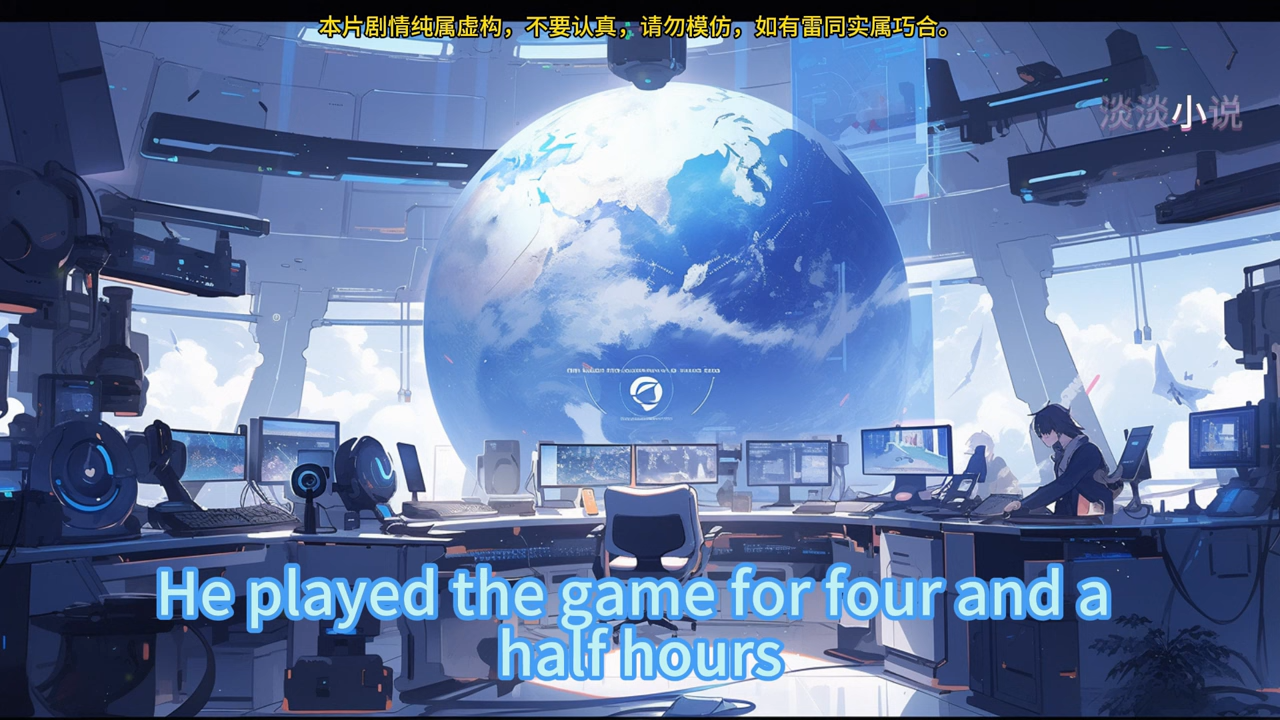 本片剧情纯属虚构，不要认真，请勿模仿，如有雷同实属巧合。
淡淡小说
He played the game for four and a
half hours